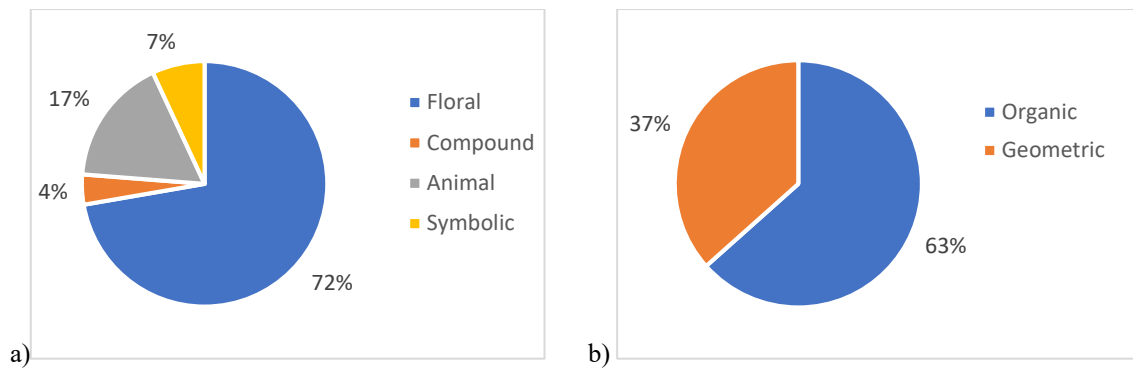 7%
17%
4%
72%
Floral
Compound
Animal
Symbolic
a)
37%
63%
Organic
Geometric
b)